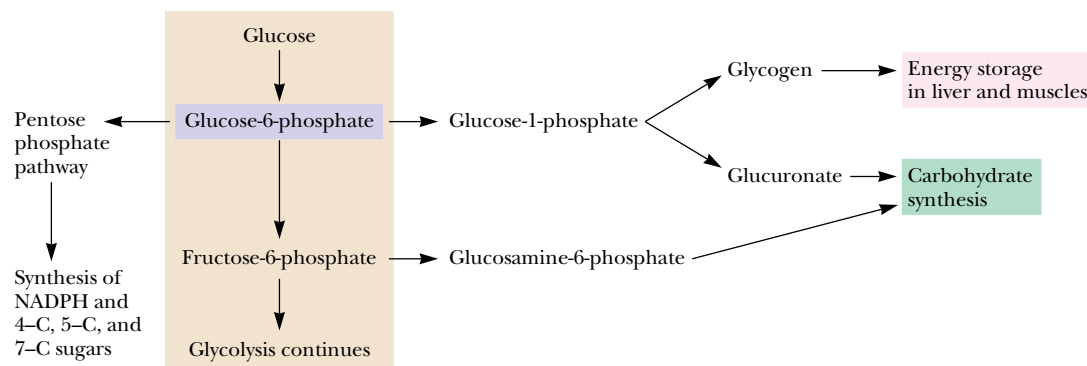 Glucose
Glucose-6-phosphate
Fructose-6-phosphate
Glycolysis continues
Pentose
phosphate
pathway
Synthesis of
NADPH and
4–C, 5–C, and
7–C sugars
Glucose-1-phosphate
Glycogen
Energy storage
in liver and muscles
Glucuronate
Carbohydrate
synthesis
Glucosamine-6-phosphate